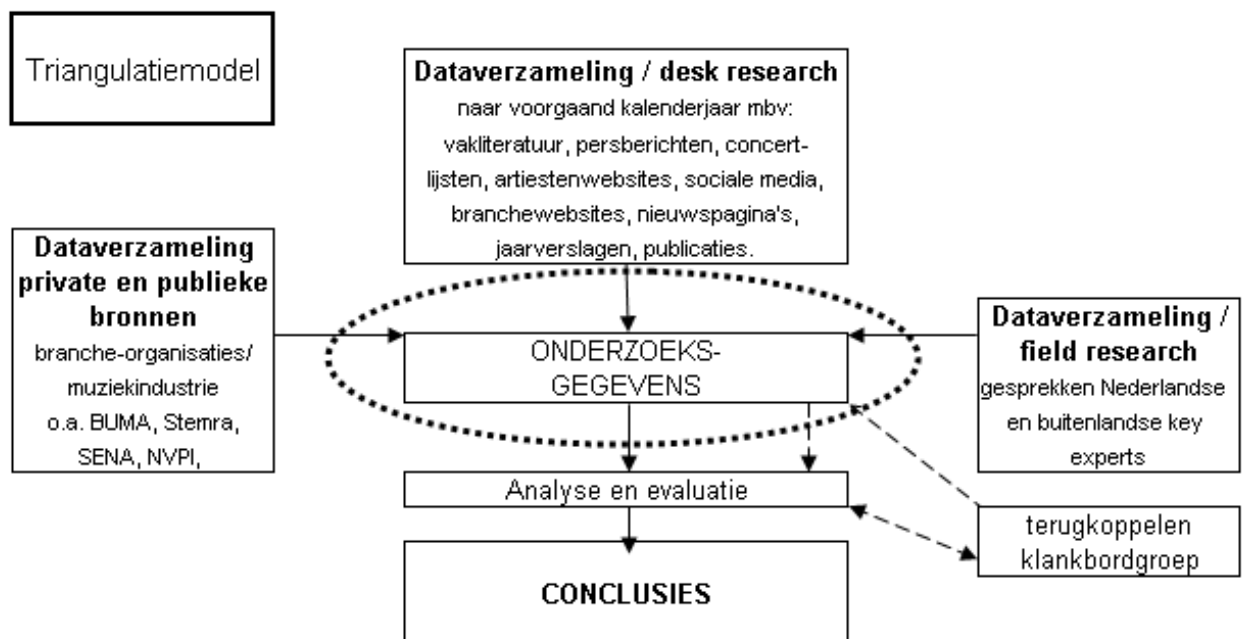 Triangulatiemodel
Dataverzameling / desk research
naar voorgaand kalenderjaar mbv:
vakliteratuur, persberichten, concert-
lijsten, artiestenwebsites, sociale media,
branchewebsites, nieuwspagina's,
jaarverslagen, publicaties.
Dataverzameling
private en publieke
bronnen
branche-organisaties/
muziekindustrie
o.a. BUMA, Stemra,
SENA, NVPI,
ONDERZOEKS-
GEGEVENS
Dataverzameling /
field research
gesprekken Nederlandse
en buitenlandse key
experts
Analyse en evaluatie
terugkoppelen
klankbordgroep
CONCLUSIES